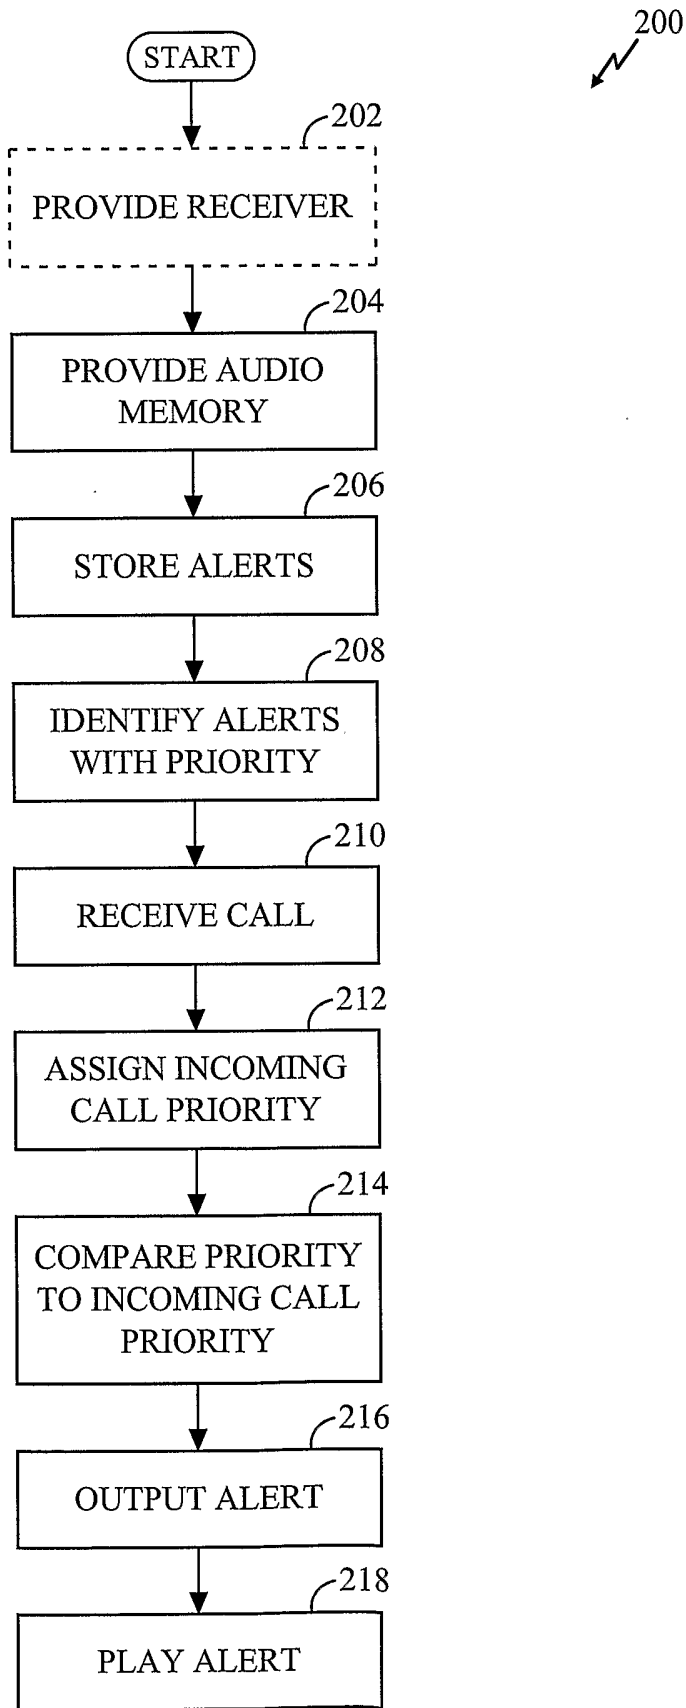 200
START
202
PROVIDE RECEIVER
204
PROVIDE AUDIO
MEMORY
206
STORE ALERTS
208
IDENTIFY ALERTS
WITH PRIORITY
210
RECEIVE CALL
212
ASSIGN INCOMING
CALL PRIORITY
214
COMPARE PRIORITY
TO INCOMING CALL
PRIORITY
216
OUTPUT ALERT
218
PLAY ALERT